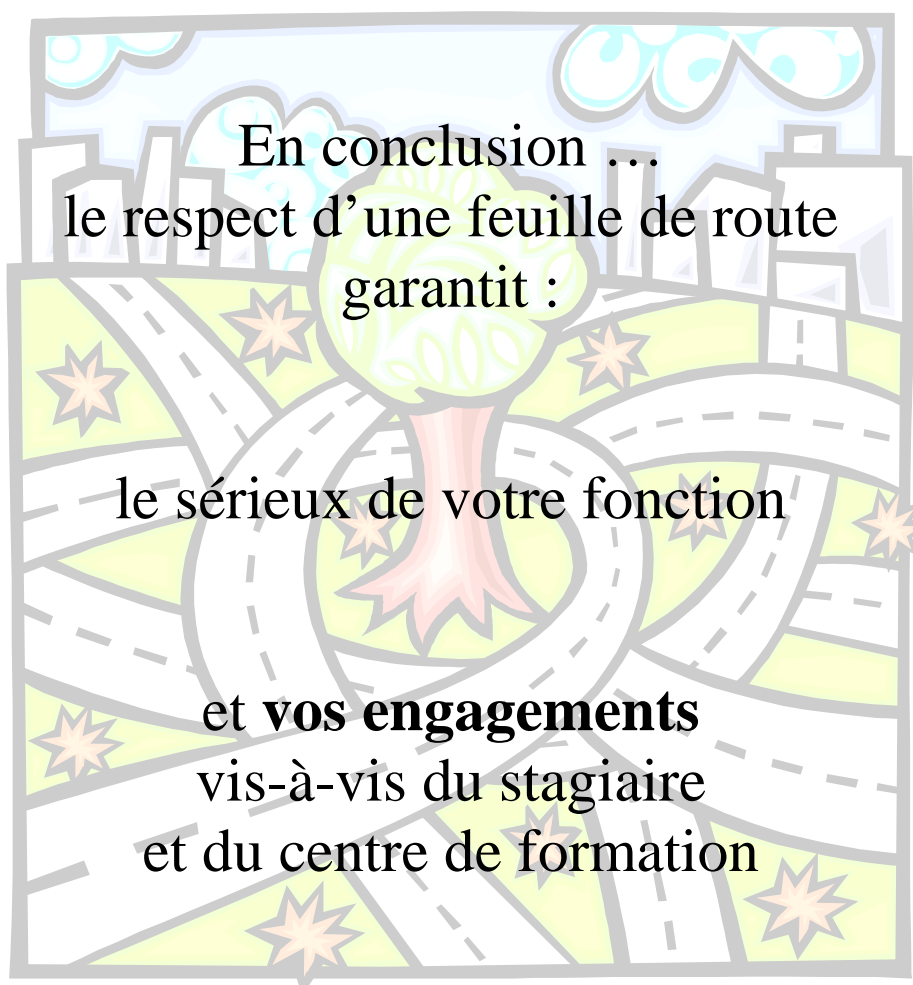 En conclusion …
le respect d’une feuille de route
garantit :
le sérieux de votre fonction
et vos engagements
vis-à-vis du stagiaire
et du centre de formation